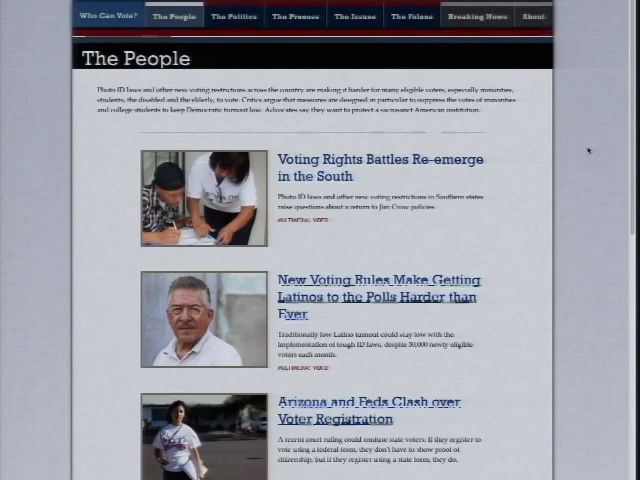 Who Can Vote?
The People
The Politics
The Process
The Issues
The Felons
Breaking News
About
The People
Photo ID laws and other new voting restrictions across the country are making it harder for many eligible voters, especially minorities,
students, the disabled and the elderly, to vote. Critics argue that measures are designed in particular to suppress the votes of minorities
and college students to keep Democratic turnout low. Advocates say they want to protect a sacrosanct American institution.
Voting Rights Battles Re-emerge
in the South
Photo ID laws and other new voting restrictions in Southern states
raise questions about a return to Jim Crow policies.
MULTIMEDIA: VIDEO
New Voting Rules Make Getting
Latinos to the Polls Harder than
Ever
Traditionally low Latino turnout could stay low with the
implementation of tough ID laws, despite 50,000 newly eligible
voters each month.
MULTIMEDIA: VIDEO
Arizona and Feds Clash over
Voter Registration
A recent court ruling could confuse state voters: If they register to
vote using a federal form, they don't have to show proof of
citizenship, but if they register using a state form, they do.